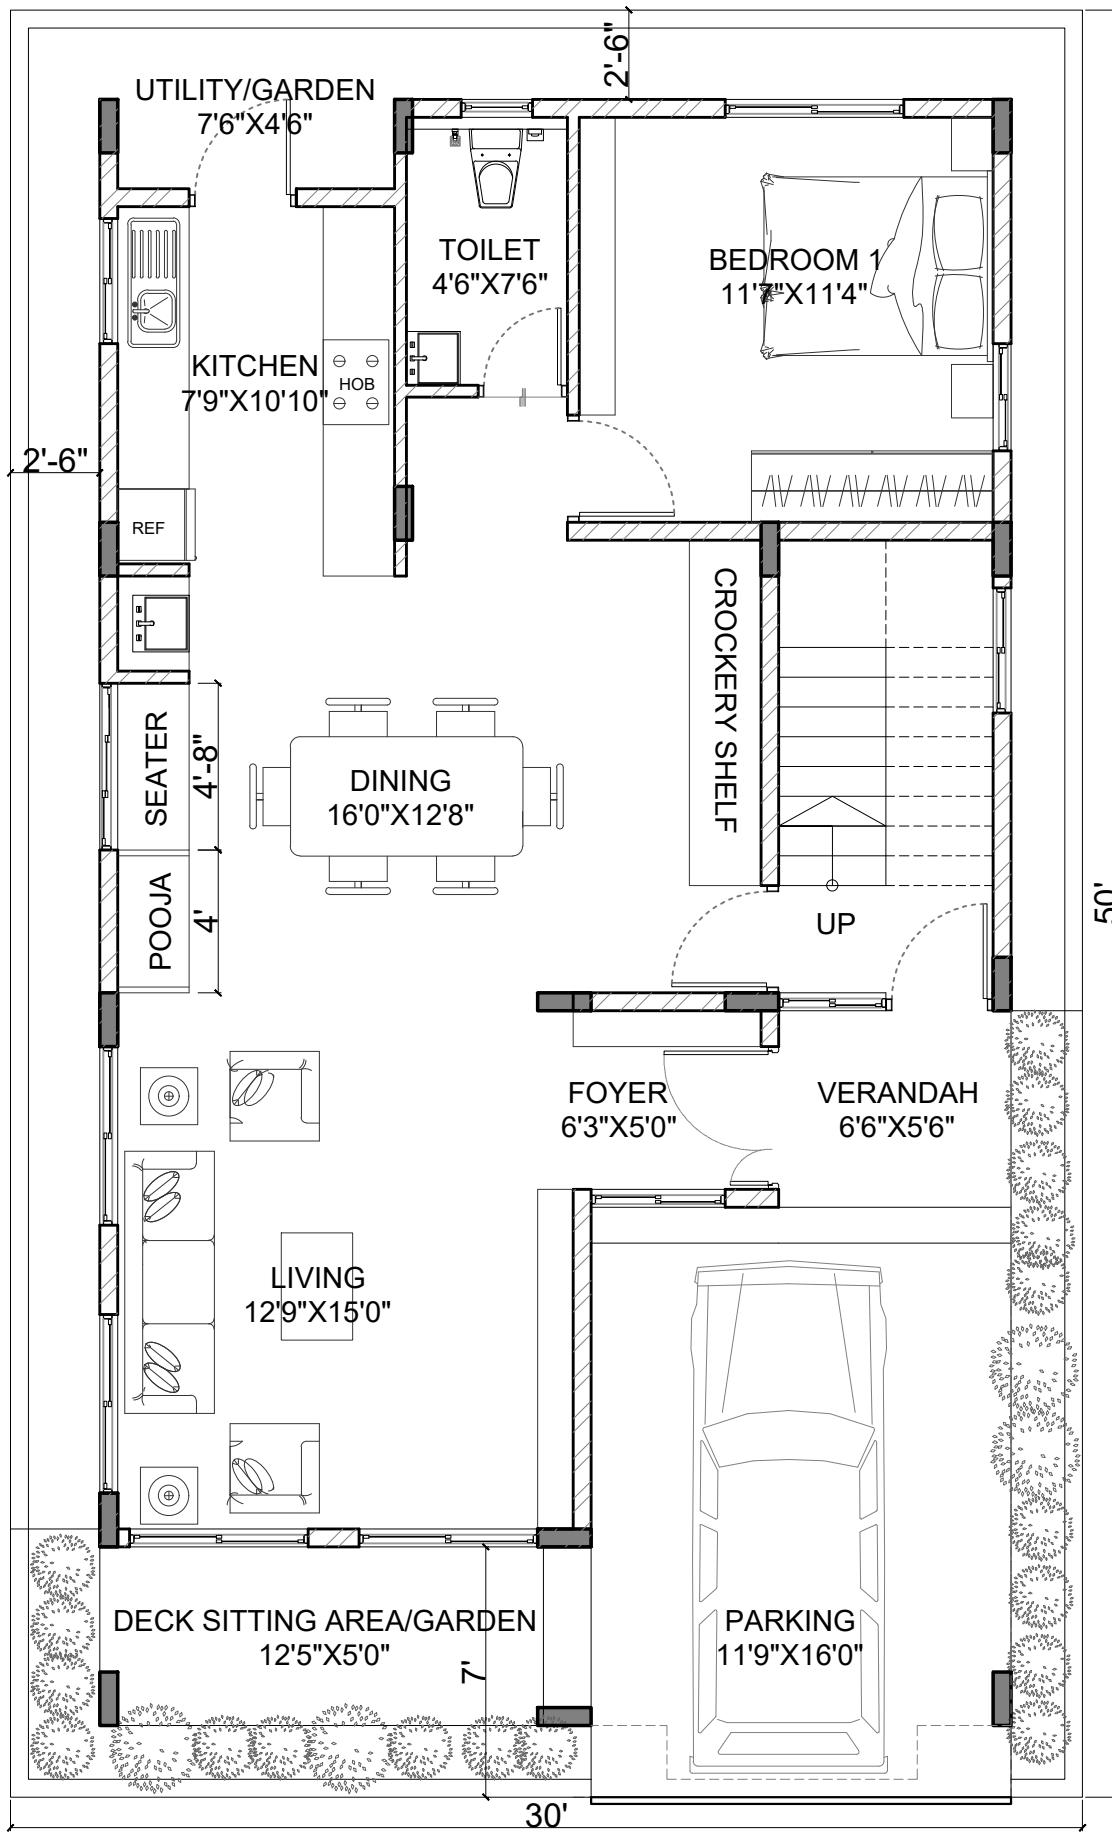 2'-6"
UTILITY/GARDEN
7'6"X4'6"
TOILET
4'6"X7'6"
BEDROOM 1
11'7"X11'4"
KITCHEN
7'9"X10'10"
HOB
2'-6"
REF
CROCKERY SHELF
SEATER
4'-8"
DINING
16'0"X12'8"
POOJA
4'
UP
50'
FOYER
6'3"X5'0"
VERANDAH
6'6"X5'6"
LIVING
12'9"X15'0"
DECK SITTING AREA/GARDEN
12'5"X5'0"
7'
PARKING
11'9"X16'0"
30'